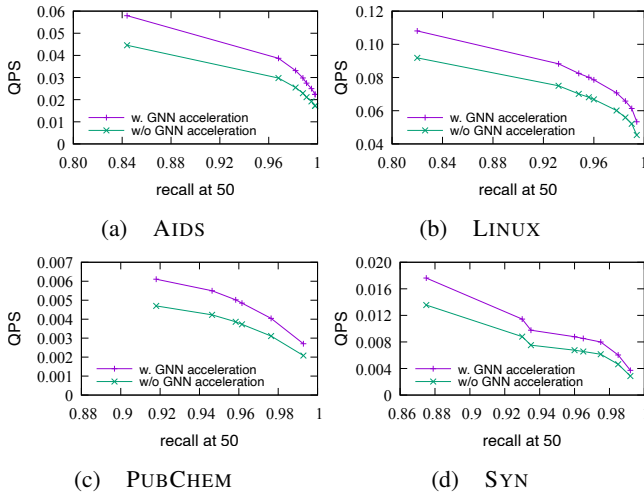 0.06
0.05
0.04
0.03
0.02
0.01
0
QPS
w. GNN acceleration
w/o GNN acceleration
0.80 0.84 0.88 0.92 0.96 1
recall at 50
(a) AIDS
0.12
0.10
0.08
0.06
0.04
QPS
w. GNN acceleration
w/o GNN acceleration
0.80 0.84 0.88 0.92 0.96 1
recall at 50
(b) LINUX
0.007
0.006
0.005
0.004
0.003
0.002
0.001
0.000
QPS
w. GNN acceleration
w/o GNN acceleration
0.88 0.9 0.92 0.94 0.96 0.98 1
recall at 50
(c) PUBCHEM
0.020
0.016
0.012
0.008
0.004
0.000
QPS
w. GNN acceleration
w/o GNN acceleration
0.86 0.88 0.9 0.92 0.94 0.96 0.98 1
recall at 50
(d) SYN